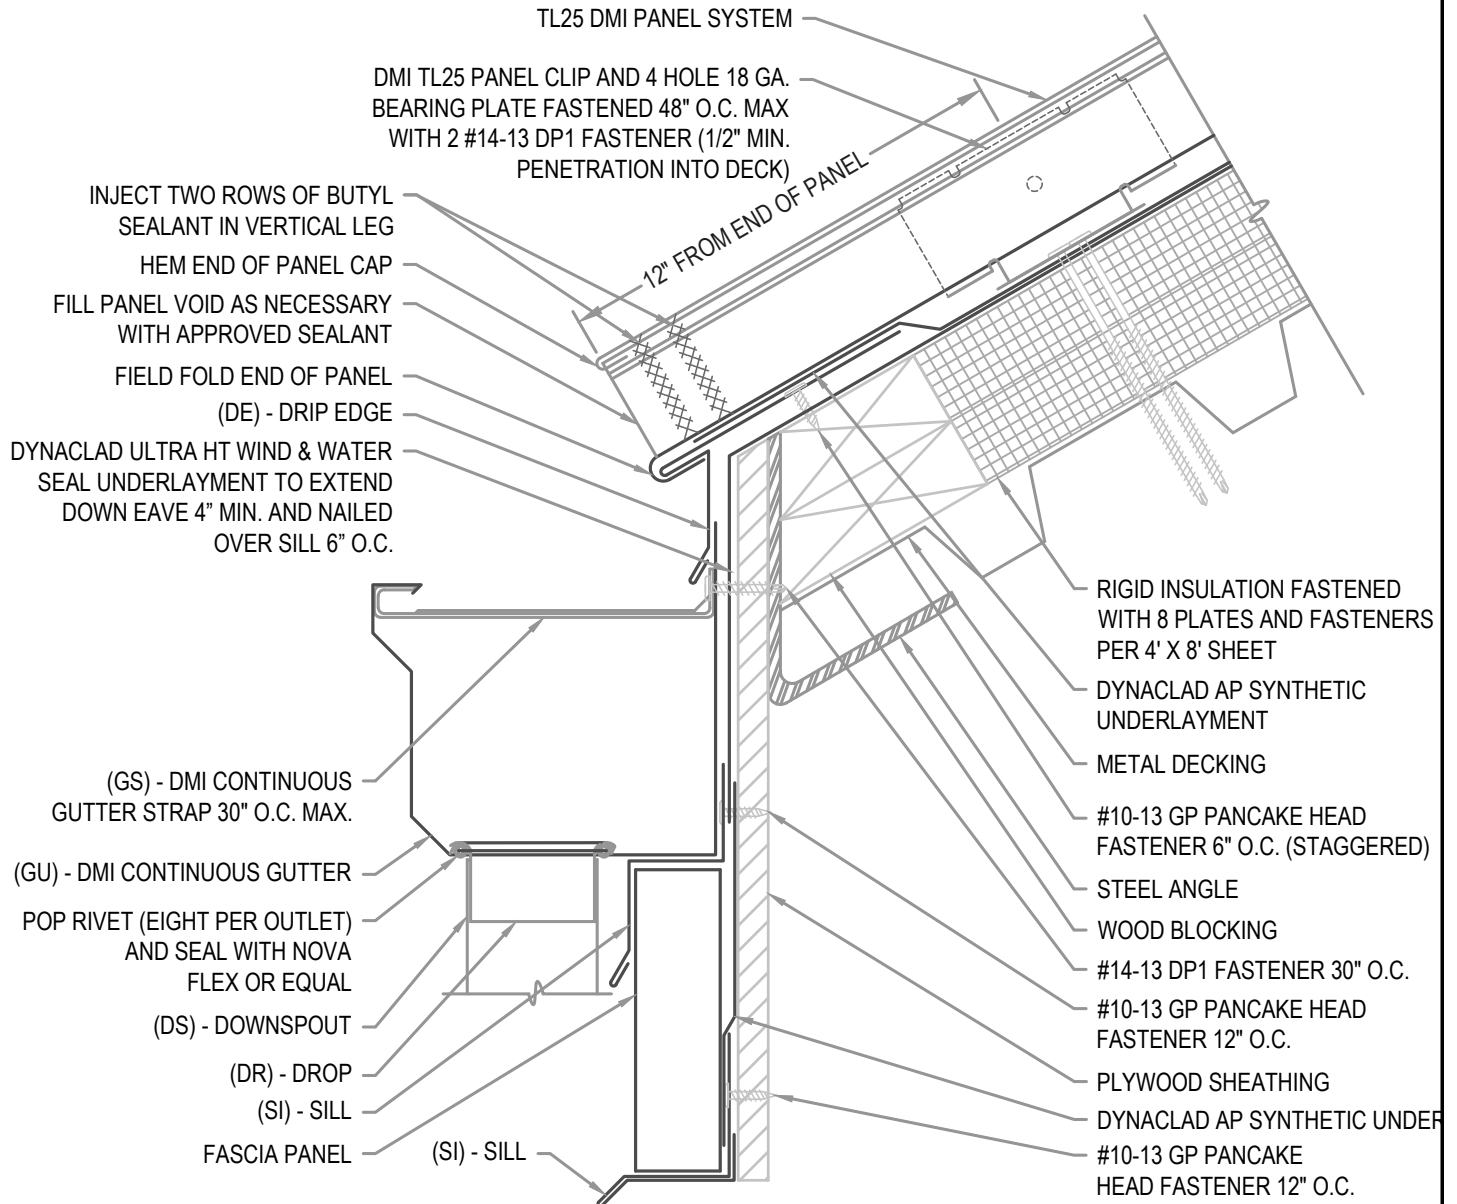 TL25 DMI PANEL SYSTEM
DMI TL25 PANEL CLIP AND 4 HOLE 18 GA.
BEARING PLATE FASTENED 48" O.C. MAX
WITH 2 #14-13 DP1 FASTENER (1/2" MIN.
PENETRATION INTO DECK)
12" FROM END OF PANEL
INJECT TWO ROWS OF BUTYL
SEALANT IN VERTICAL LEG
HEM END OF PANEL CAP
FILL PANEL VOID AS NECESSARY
WITH APPROVED SEALANT
FIELD FOLD END OF PANEL
(DE) - DRIP EDGE
DYNACLAD ULTRA HT WIND & WATER
SEAL UNDERLAYMENT TO EXTEND
DOWN EAVE 4” MIN. AND NAILED
OVER SILL 6” O.C.
(GS) - DMI CONTINUOUS
GUTTER STRAP 30" O.C. MAX.
(GU) - DMI CONTINUOUS GUTTER
POP RIVET (EIGHT PER OUTLET)
AND SEAL WITH NOVA
FLEX OR EQUAL
(DS) - DOWNSPOUT
(DR) - DROP
(SI) - SILL
FASCIA PANEL
(SI) - SILL
RIGID INSULATION FASTENED
WITH 8 PLATES AND FASTENERS
PER 4' X 8' SHEET
DYNACLAD AP SYNTHETIC
UNDERLAYMENT
METAL DECKING
#10-13 GP PANCAKE HEAD
FASTENER 6" O.C. (STAGGERED)
STEEL ANGLE
WOOD BLOCKING
#14-13 DP1 FASTENER 30" O.C.
#10-13 GP PANCAKE HEAD
FASTENER 12" O.C.
PLYWOOD SHEATHING
DYNACLAD AP SYNTHETIC UNDER
#10-13 GP PANCAKE
HEAD FASTENER 12" O.C.